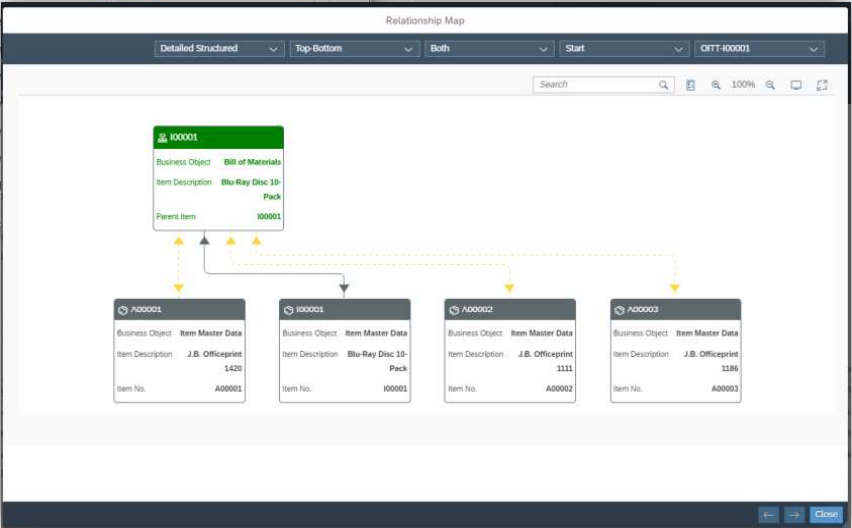 Relationship Map
Detailed Structured Top-Bottom Both Start OITT-I00001
Search 100%
I00001
Business Object Bill of Materials
Item Description Blu-Ray Disc 10-
Pack
Parent Item I00001
A00001
Business Object Item Master Data
Item Description J.B. Officeprint
1420
Item No. A00001
I00001
Business Object Item Master Data
Item Description Blu-Ray Disc 10-
Pack
Item No. I00001
A00002
Business Object Item Master Data
Item Description J.B. Officeprint
1111
Item No. A00002
A00003
Business Object Item Master Data
Item Description J.B. Officeprint
1186
Item No. A00003
Close